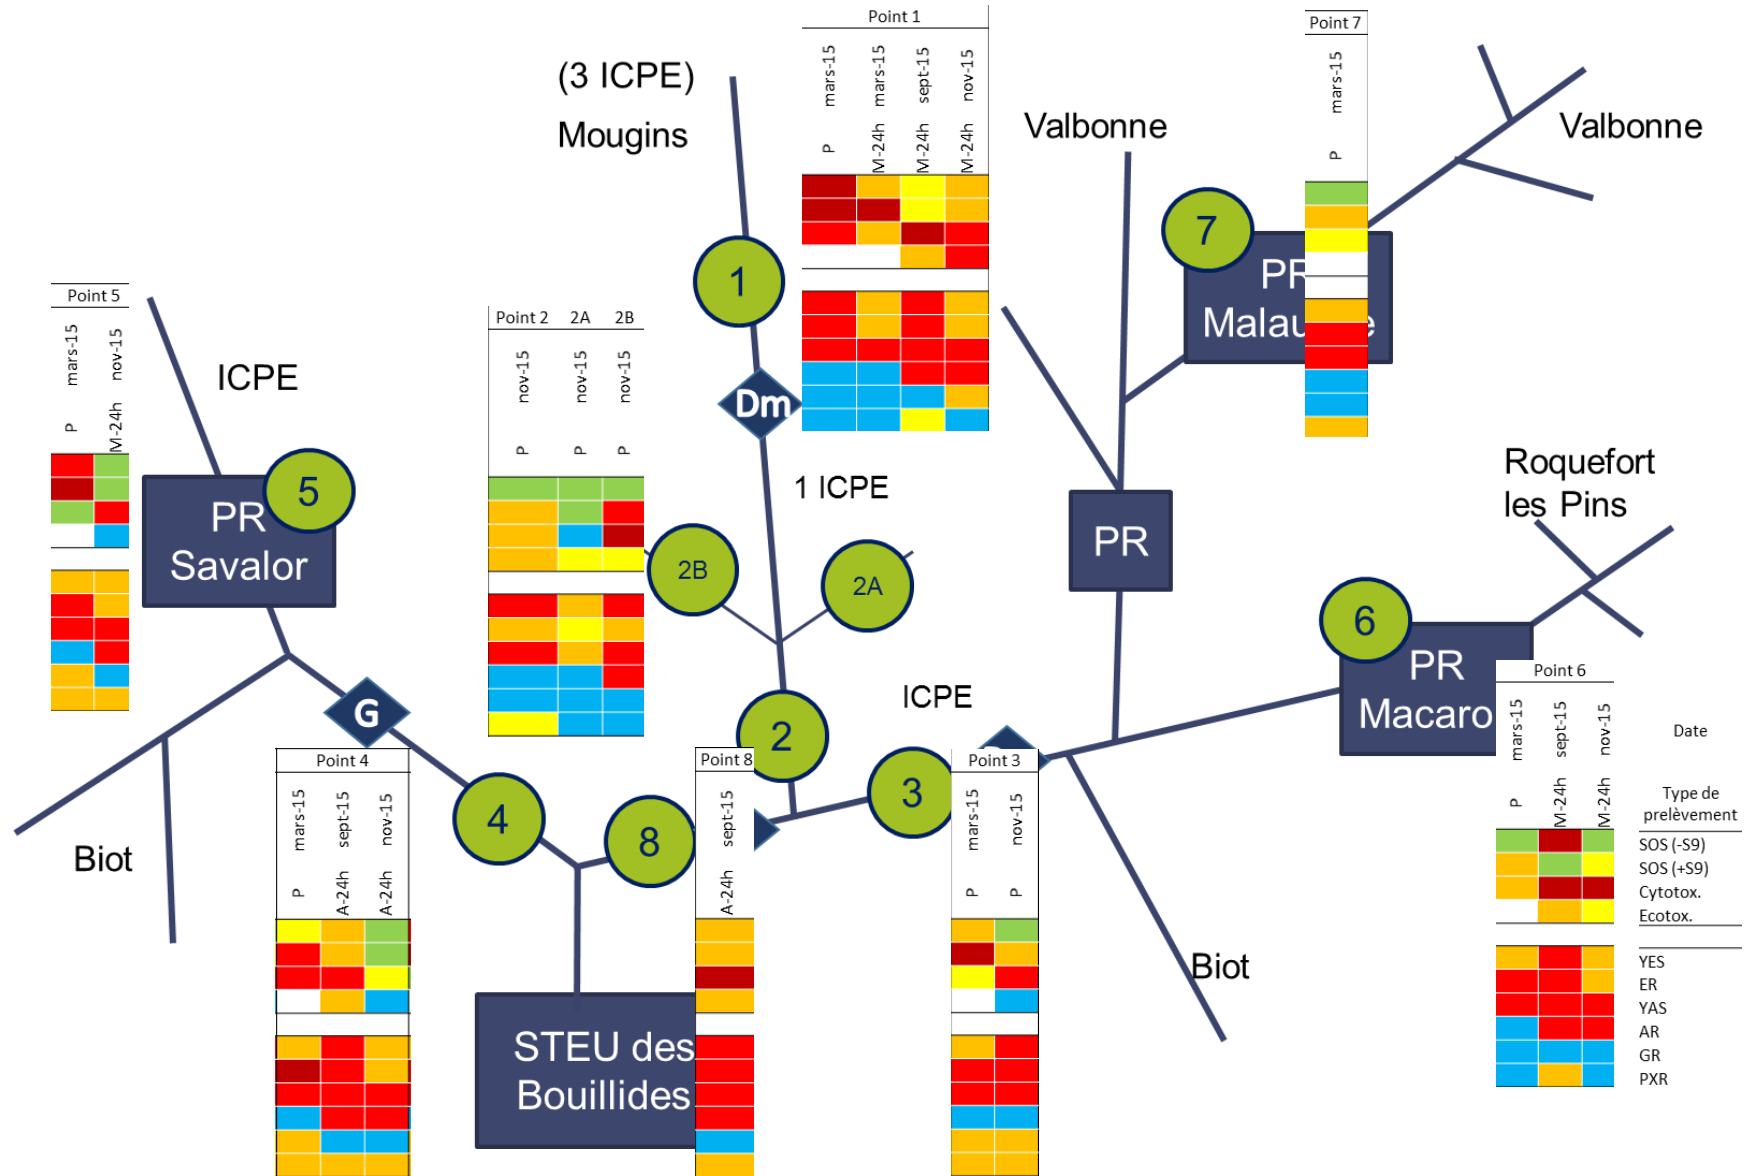 Point 1
mars-15
mars-15
sept-15
nov-15
P
M-24h
M-24h
M-24h
Point 7
mars-15
P
(3 ICPE)
Mougins
Valbonne
Valbonne
7
1
PR
Dm
Point 5
mars-15
nov-15
P
M-24h
ICPE
5
PR
Savalor
Point 2 2A 2B
nov-15
nov-15
nov-15
P
P
P
1 ICPE
2B
2A
PR
Roquefort
les Pins
6
PR
Point 6
mars-15
sept-15
nov-15
P
M-24h
M-24h
Date
Type de
prelèvement
SOS (-S9)
SOS (+S9)
Cytotox.
Ecotox.
YES
ER
YAS
AR
GR
PXR
G
ICPE
2
3
4
8
Point 4
mars-15
sept-15
nov-15
P
A-24h
A-24h
Point 8
sept-15
A-24h
Point 3
mars-15
nov-15
P
P
Biot
Biot
STEU des
Bouillides